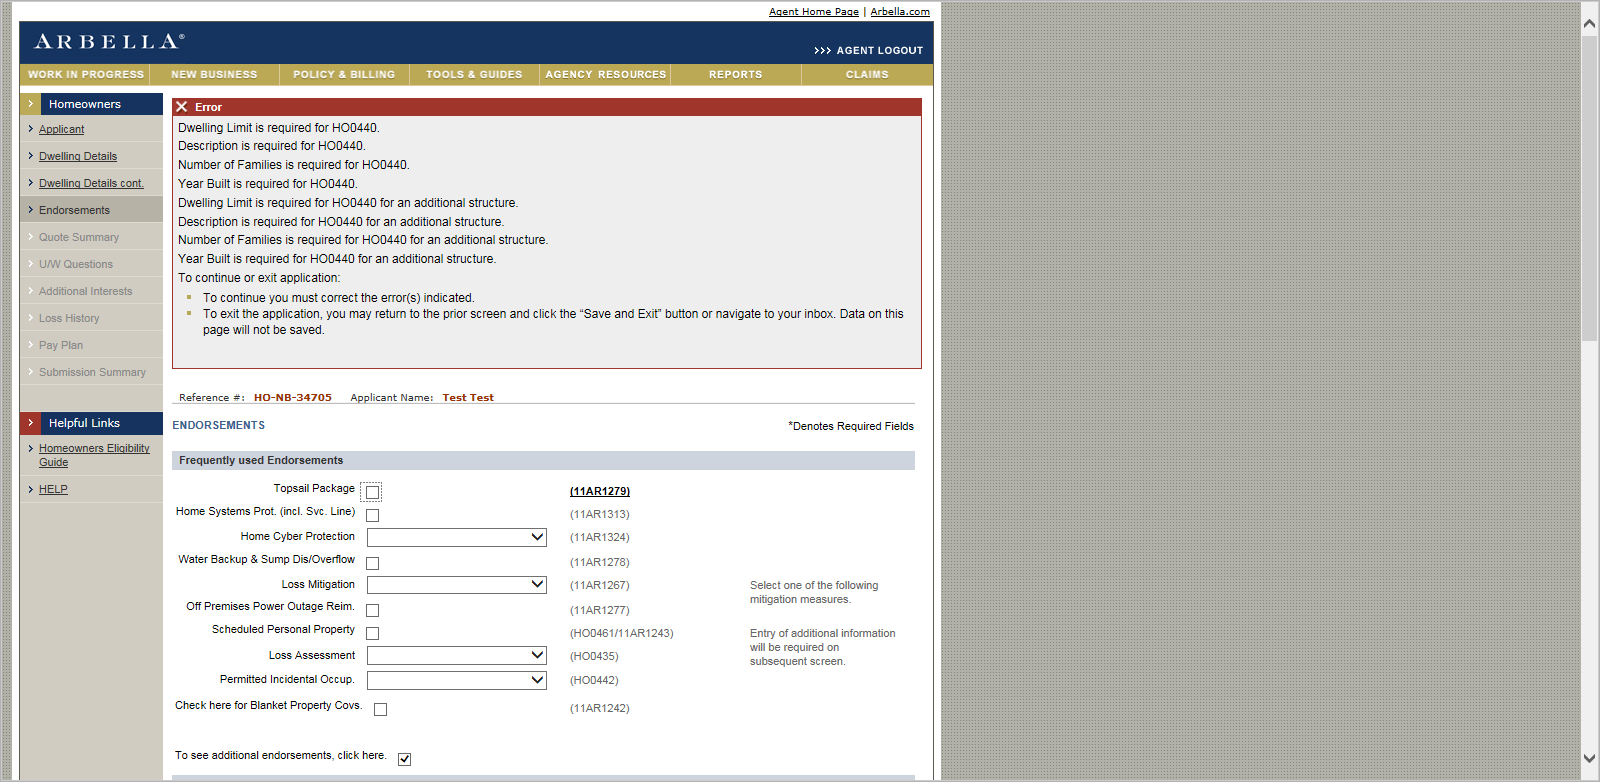 Agent Home Page | Arbella.com
ARBELLA®
>>> AGENT LOGOUT
WORK IN PROGRESS NEW BUSINESS POLICY & BILLING TOOLS & GUIDES AGENCY RESOURCES REPORTS CLAIMS
Homeowners
Applicant
Dwelling Details
Dwelling Details cont.
Endorsements
Quote Summary
U/W Questions
Additional Interests
Loss History
Pay Plan
Submission Summary
Helpful Links
Homeowners Eligibility
Guide
HELP
Error
Dwelling Limit is required for HO0440.
Description is required for HO0440.
Number of Families is required for HO0440.
Year Built is required for HO0440.
Dwelling Limit is required for HO0440 for an additional structure.
Description is required for HO0440 for an additional structure.
Number of Families is required for HO0440 for an additional structure.
Year Built is required for HO0440 for an additional structure.
To continue or exit application:
To continue you must correct the error(s) indicated.
To exit the application, you may return to the prior screen and click the “Save and Exit” button or navigate to your inbox. Data on this
page will not be saved.
Reference #: HO-NB-34705 Applicant Name: Test Test
ENDORSEMENTS
*Denotes Required Fields
Frequently used Endorsements
Topsail Package (11AR1279)
Home Systems Prot. (incl. Svc. Line) (11AR1313)
Home Cyber Protection (11AR1324)
Water Backup & Sump Dis/Overflow (11AR1278)
Loss Mitigation (11AR1267) Select one of the following
mitigation measures.
Off Premises Power Outage Reim. (11AR1277)
Scheduled Personal Property (HO0461/11AR1243) Entry of additional information
will be required on
subsequent screen.
Loss Assessment (HO0435)
Permitted Incidental Occup. (HO0442)
Check here for Blanket Property Covs. (11AR1242)
To see additional endorsements, click here.